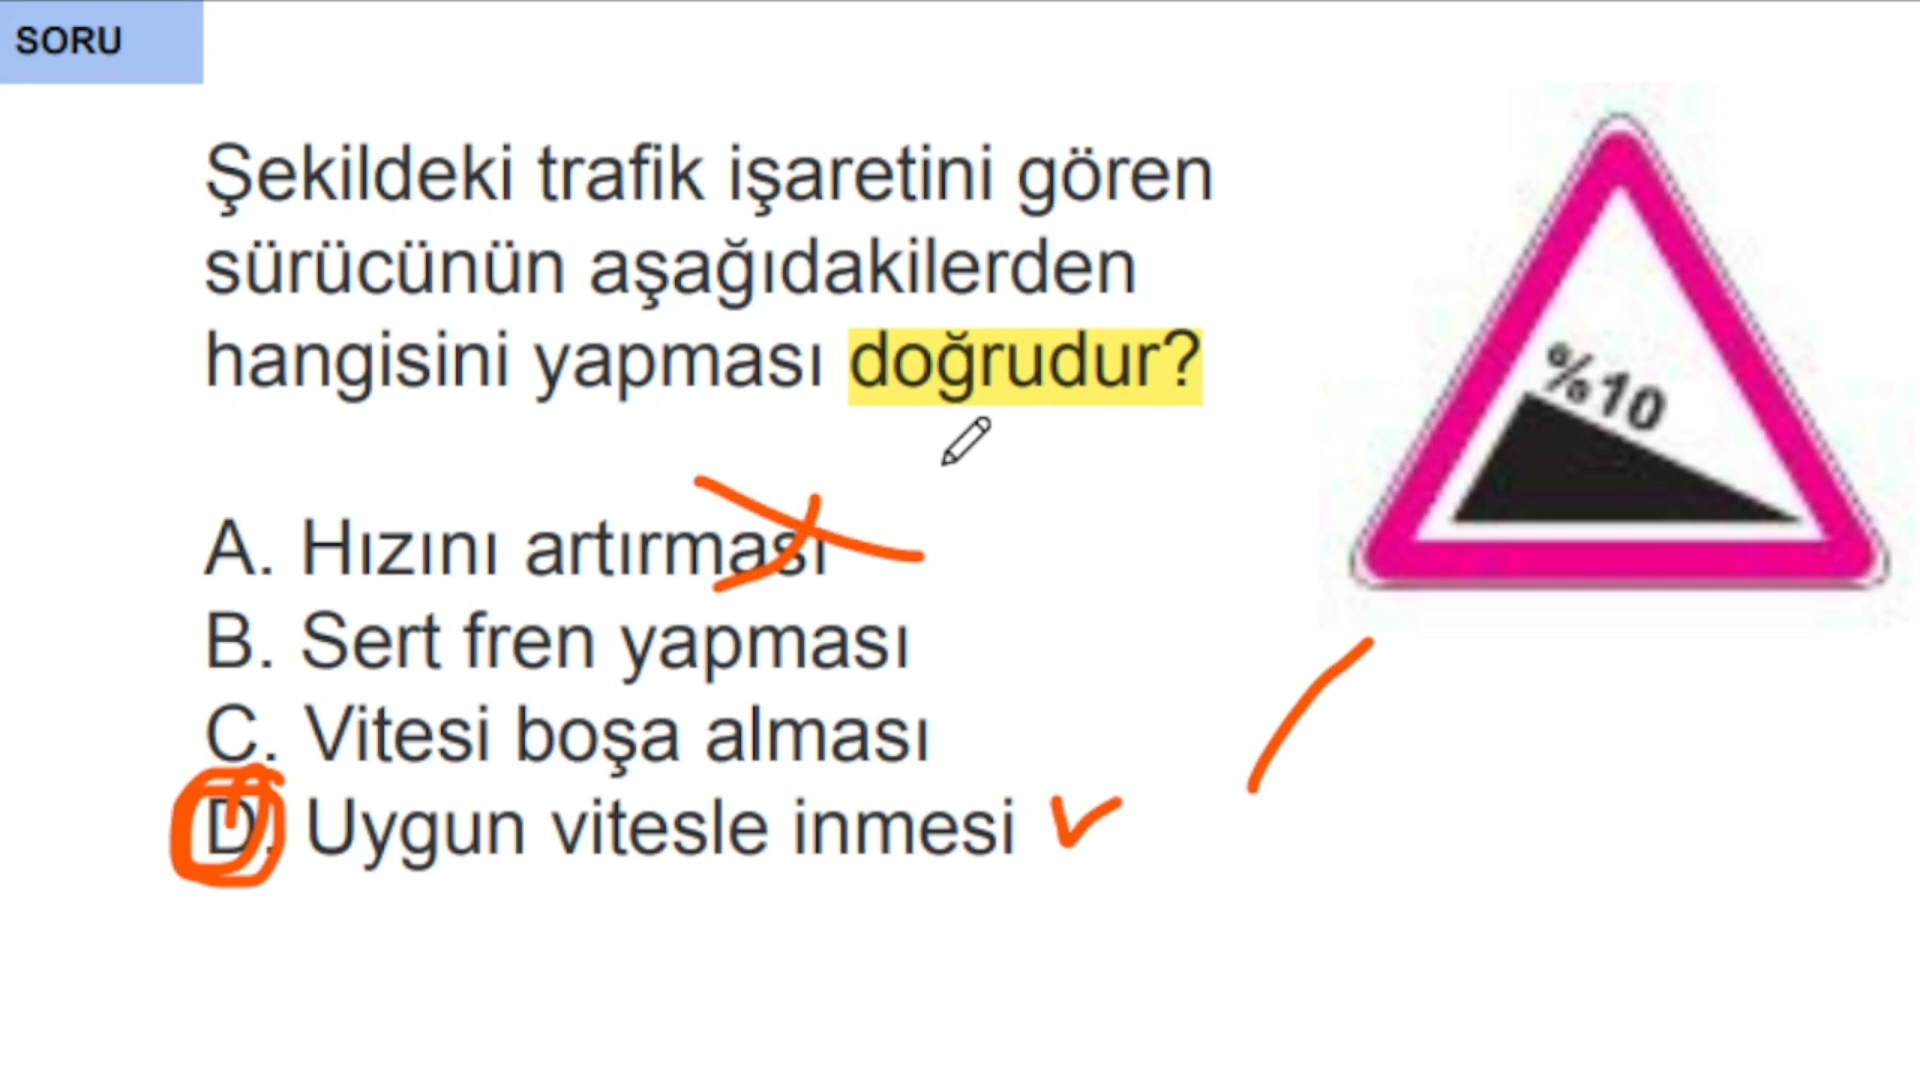 SORU
Şekildeki trafik işaretini gören
sürücünün aşağıdakilerden
hangisini yapması doğrudur?
%10
A. Hızını artırması
B. Sert fren yapması
C. Vitesi boşa alması
D. Uygun vitesle inmesi